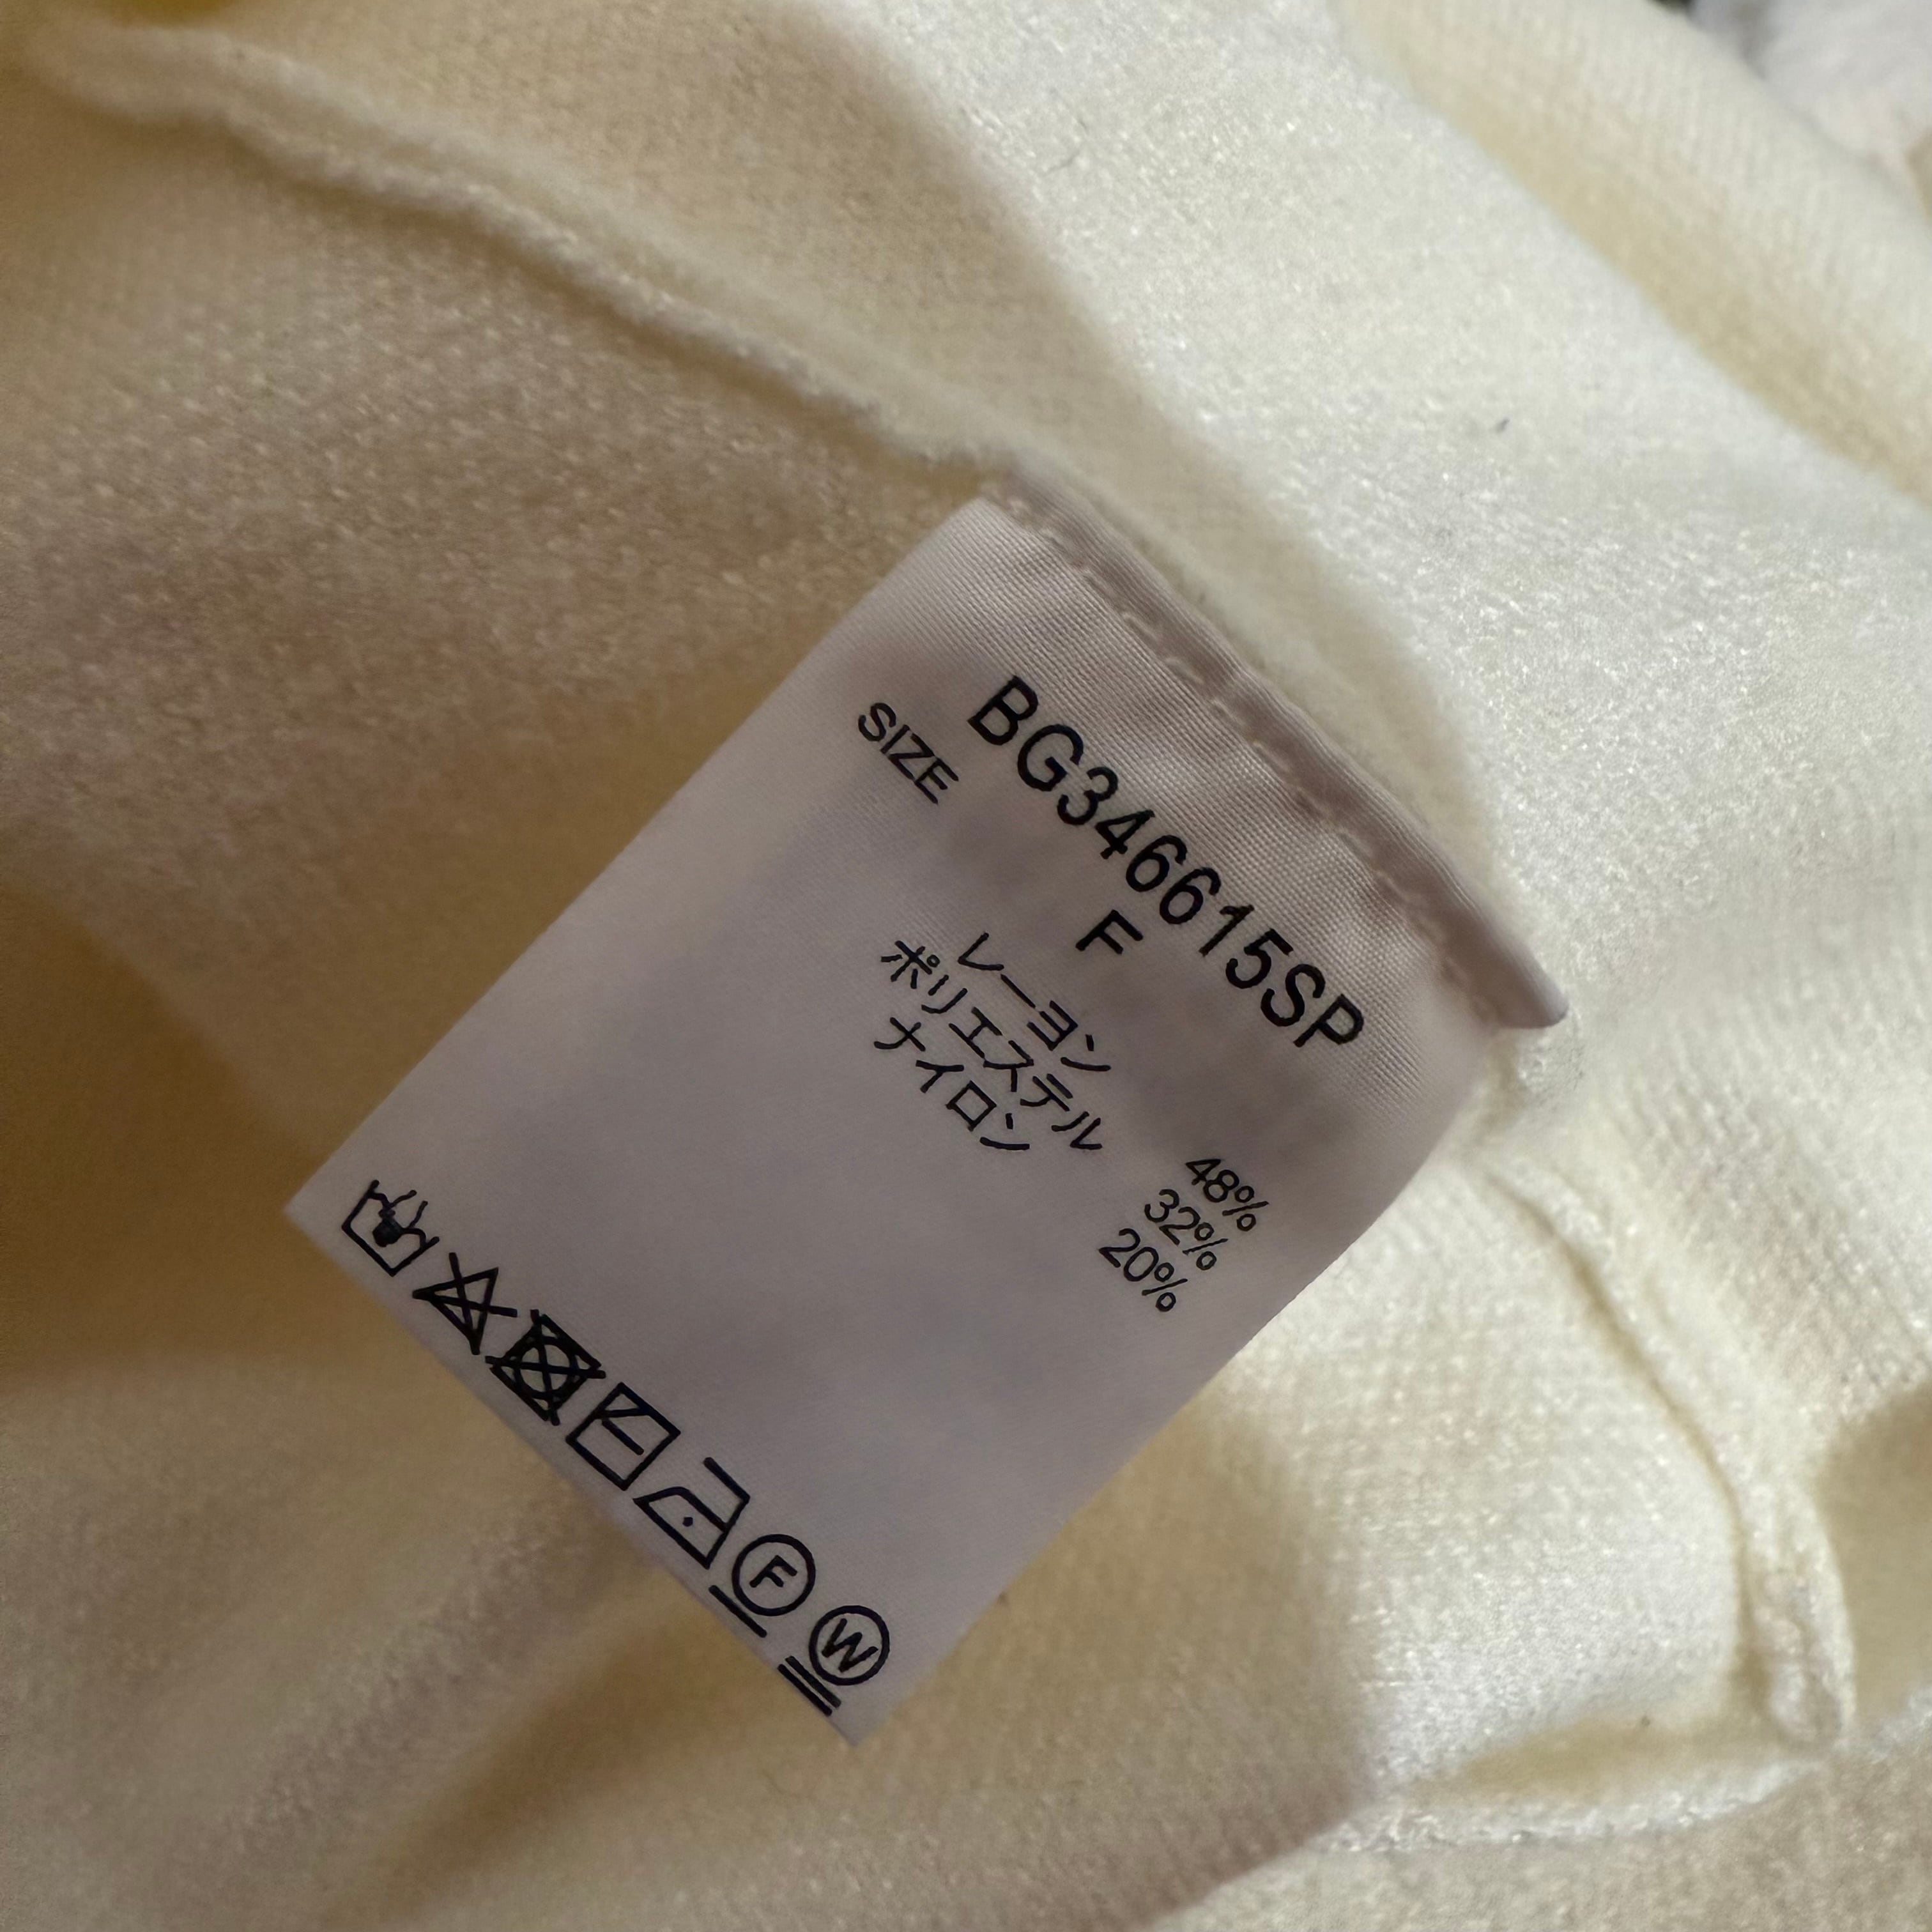 BG346615SP
SIZE F
レーヨン 48%
ポリエステル 32%
ナイロン 20%
F W